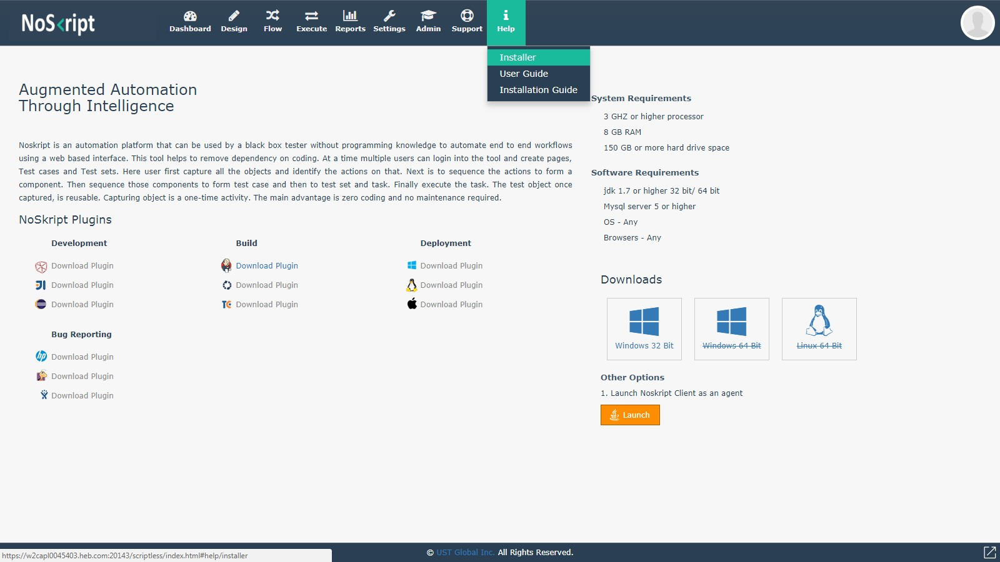 NoSkript
Dashboard
Design
Flow
Execute
Reports
Settings
Admin
Support
Help
Installer
User Guide
Installation Guide
Augmented Automation
Through Intelligence
Noskript is an automation platform that can be used by a black box tester without programming knowledge to automate end to end workflows
using a web based interface. This tool helps to remove dependency on coding. At a time multiple users can login into the tool and create pages,
Test cases and Test sets. Here user first capture all the objects and identify the actions on that. Next is to sequence the actions to form a
component. Then sequence those components to form test case and then to test set and task. Finally execute the task. The test object once
captured, is reusable. Capturing object is a one-time activity. The main advantage is zero coding and no maintenance required.
NoSkript Plugins
Development
Download Plugin
Download Plugin
Download Plugin
Build
Download Plugin
Download Plugin
TC Download Plugin
Deployment
Download Plugin
Download Plugin
Download Plugin
Bug Reporting
hp Download Plugin
Download Plugin
Download Plugin
System Requirements
3 GHZ or higher processor
8 GB RAM
150 GB or more hard drive space
Software Requirements
jdk 1.7 or higher 32 bit/ 64 bit
Mysql server 5 or higher
OS - Any
Browsers - Any
Downloads
Windows 32 Bit
Windows 64 Bit
Linux 64 Bit
Other Options
1. Launch Noskript Client as an agent
Launch
https://w2capl0045403.heb.com:20143/scriptless/index.html#help/installer
© UST Global Inc. All Rights Reserved.